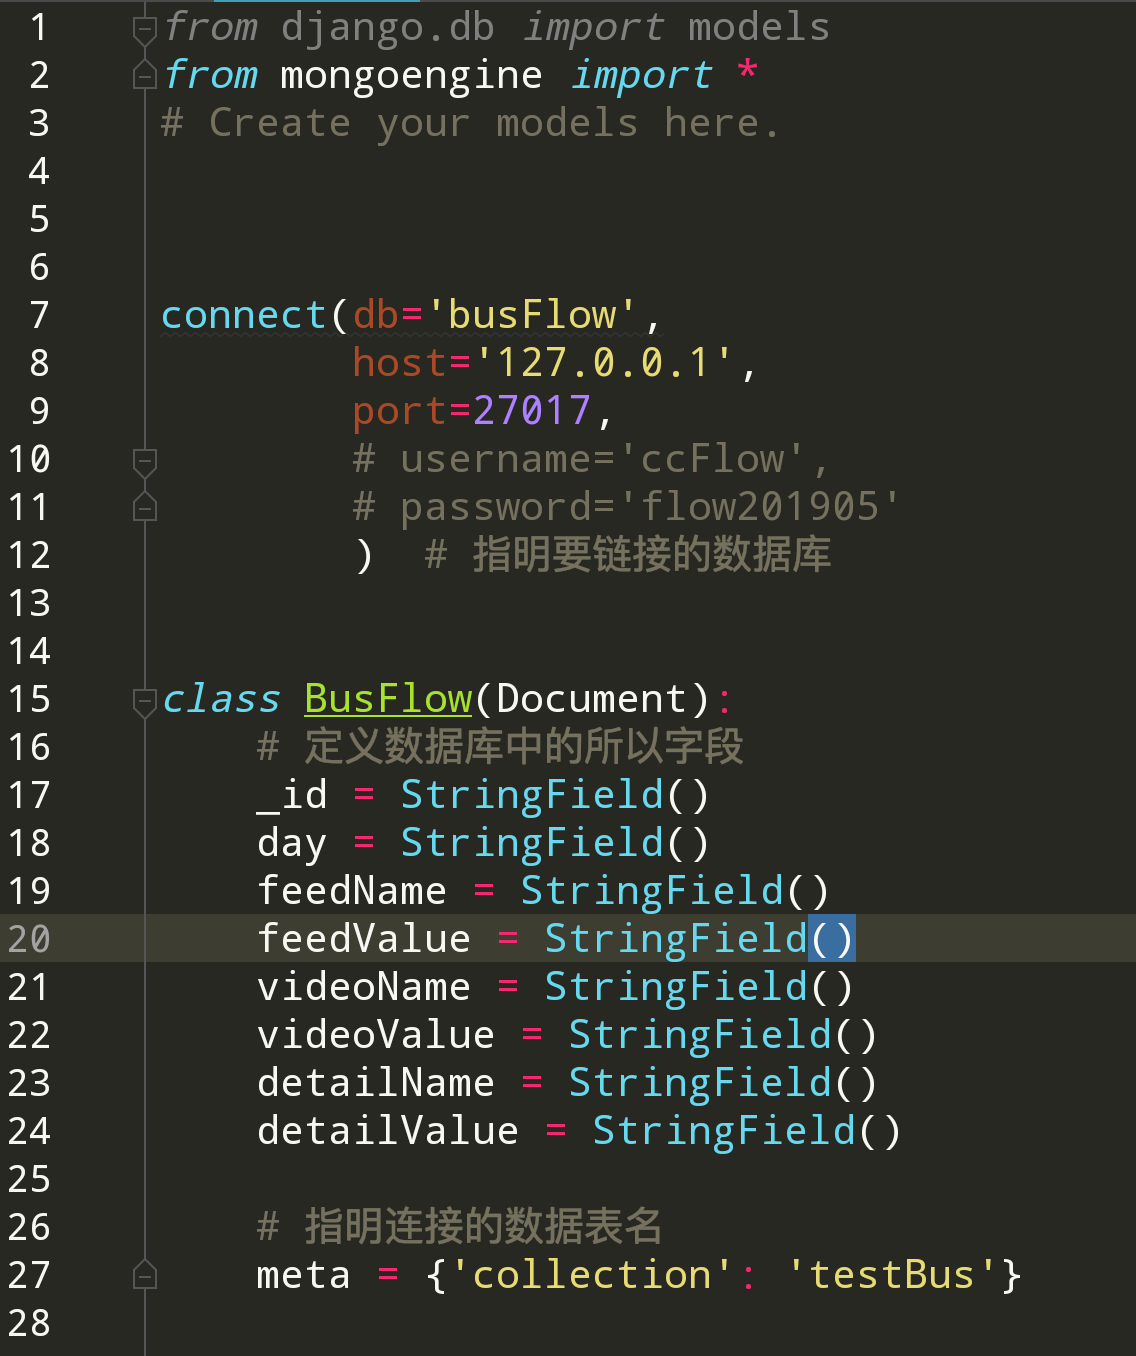 1 from django.db import models
2 from mongoengine import *
3 # Create your models here.
4
5
6
7 connect(db='busFlow',
8         host='127.0.0.1',
9         port=27017,
10         # username='ccFlow',
11         # password='flow201905'
12         )  # 指明要链接的数据库
13
14
15 class BusFlow(Document):
16     # 定义数据库中的所以字段
17     _id = StringField()
18     day = StringField()
19     feedName = StringField()
20     feedValue = StringField()
21     videoName = StringField()
22     videoValue = StringField()
23     detailName = StringField()
24     detailValue = StringField()
25
26     # 指明连接的数据表名
27     meta = {'collection': 'testBus'}
28